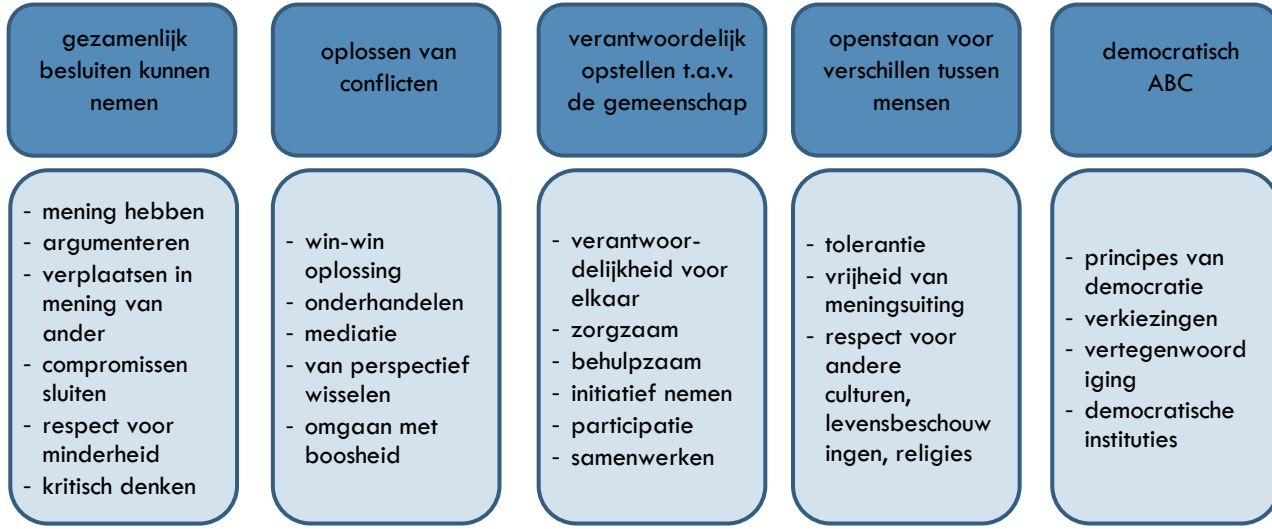 gezamenlijk
besluiten kunnen
nemen
oplossen van
conflicten
verantwoordelijk
opstellen t.a.v.
de gemeenschap
openstaan voor
verschillen tussen
mensen
democratisch
ABC
- mening hebben
- argumenteren
- verplaatsen in
mening van
ander
- compromissen
sluiten
- respect voor
minderheid
- kritisch denken
- win-win
oplossing
- onderhandelen
- mediatie
- van perspectief
wisselen
- omgaan met
boosheid
- verantwoor-
delijkheid voor
elkaar
- zorgzaam
- behulpzaam
- initiatief nemen
- participatie
- samenwerken
- tolerantie
- vrijheid van
meningsuiting
- respect voor
andere
culturen,
levensbeschouw
ingen, religies
- principes van
democratie
- verkiezingen
- vertegenwoord
iging
- democratische
instituties